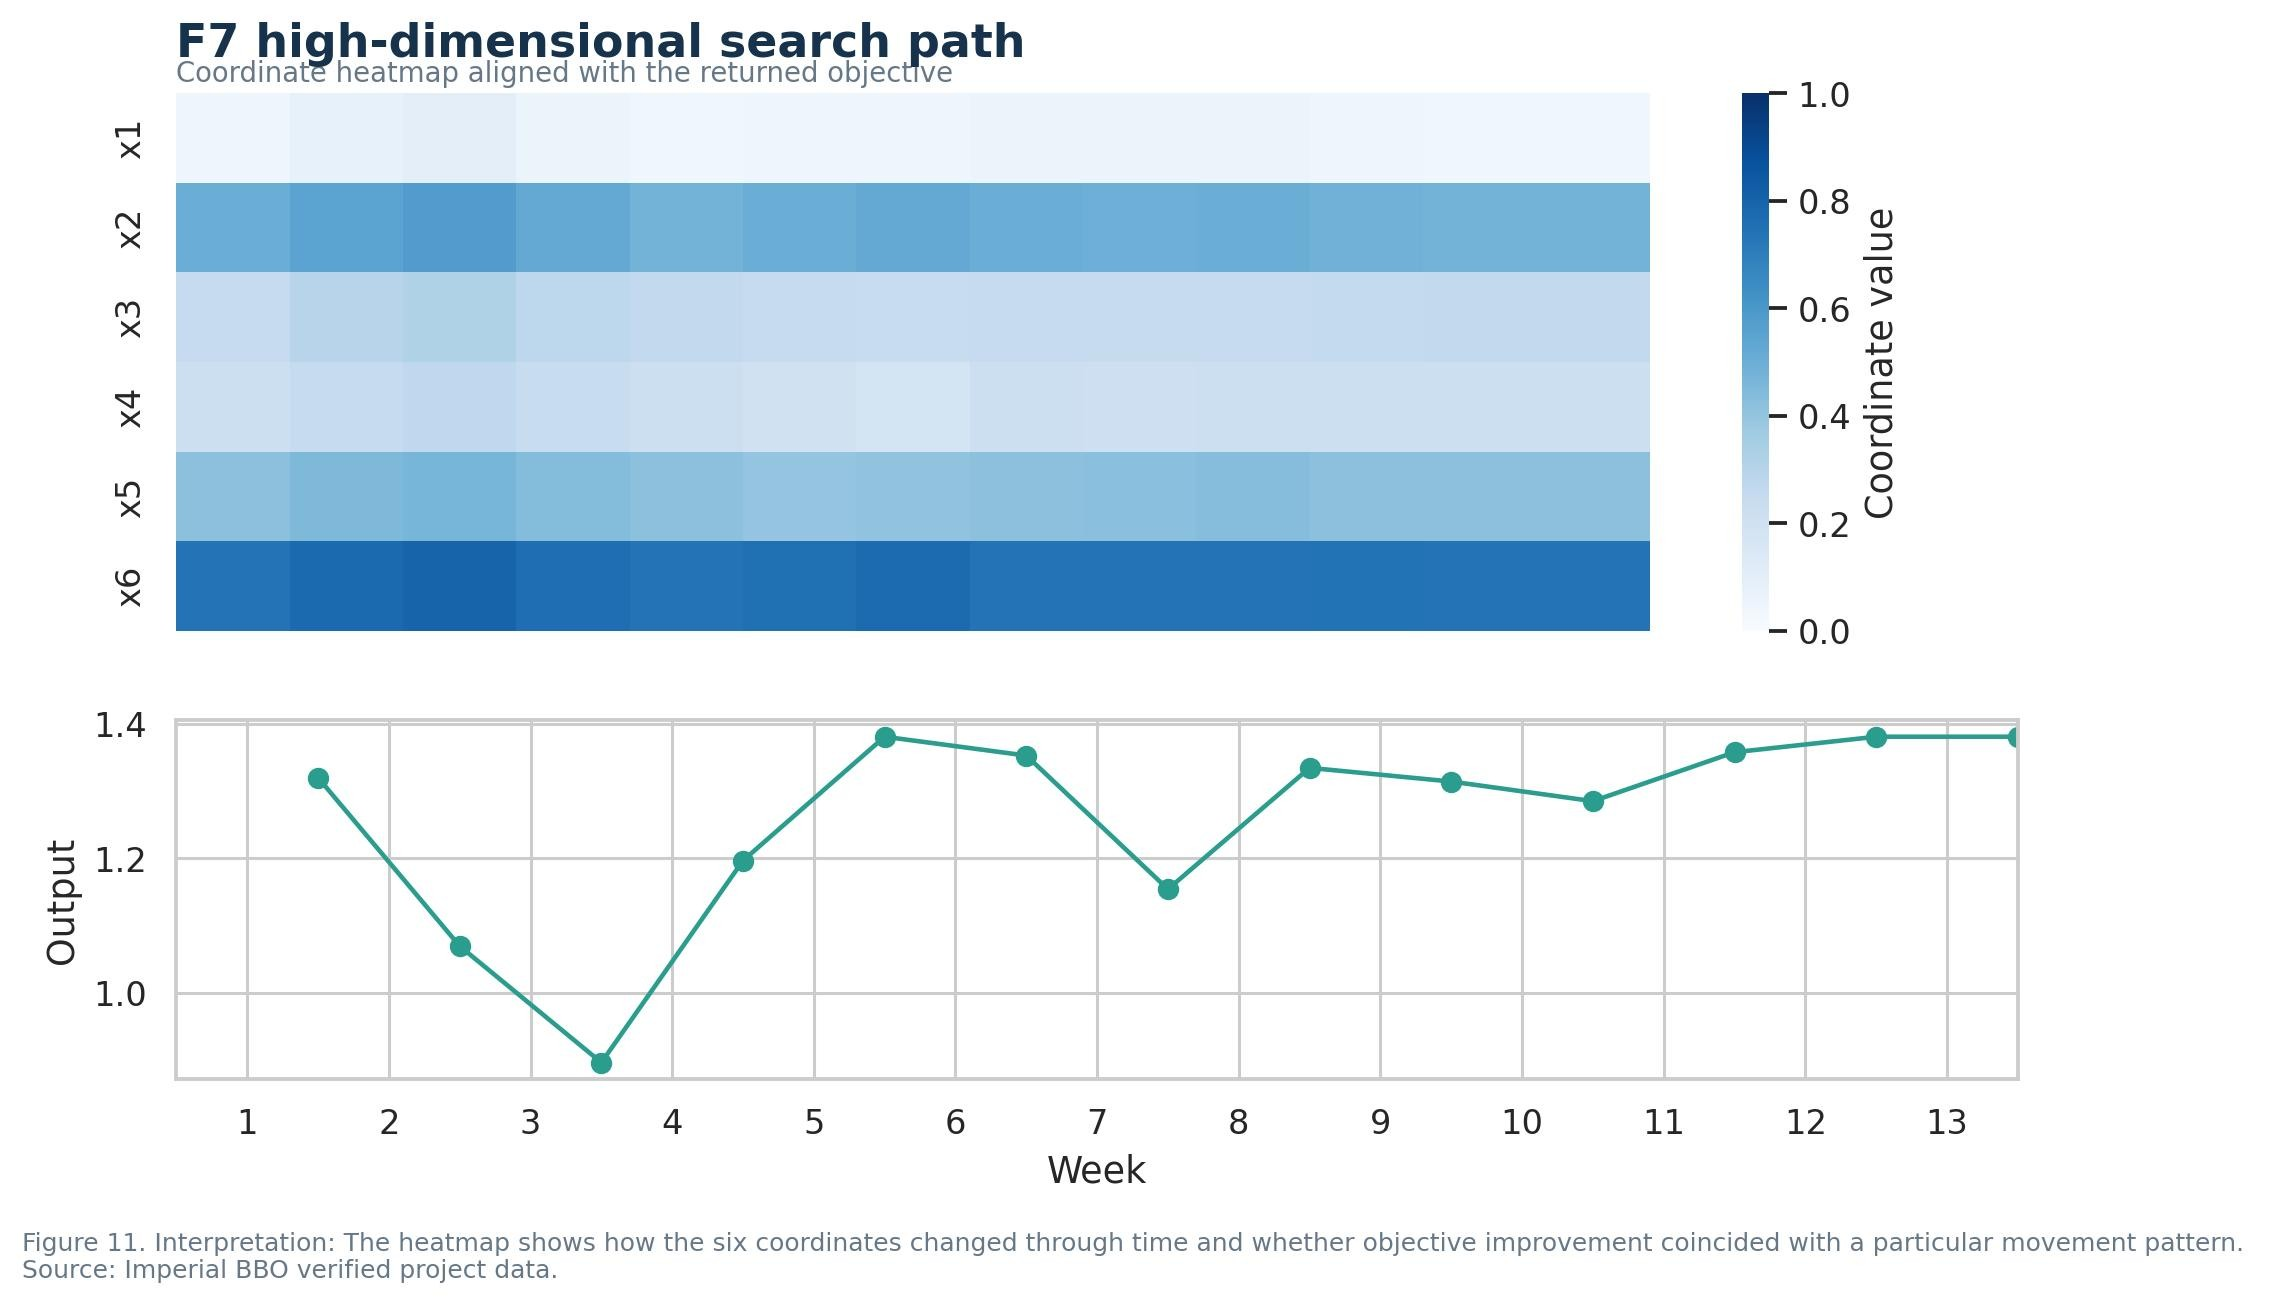 F7 high-dimensional search path
Coordinate heatmap aligned with the returned objective
x1
x2
x3
x4
x5
x6
1.0
0.8
0.6
0.4
0.2
0.0
Coordinate value
1.4
1.2
1.0
Output
1 2 3 4 5 6 7 8 9 10 11 12 13
Week
Figure 11. Interpretation: The heatmap shows how the six coordinates changed through time and whether objective improvement coincided with a particular movement pattern.
Source: Imperial BBO verified project data.